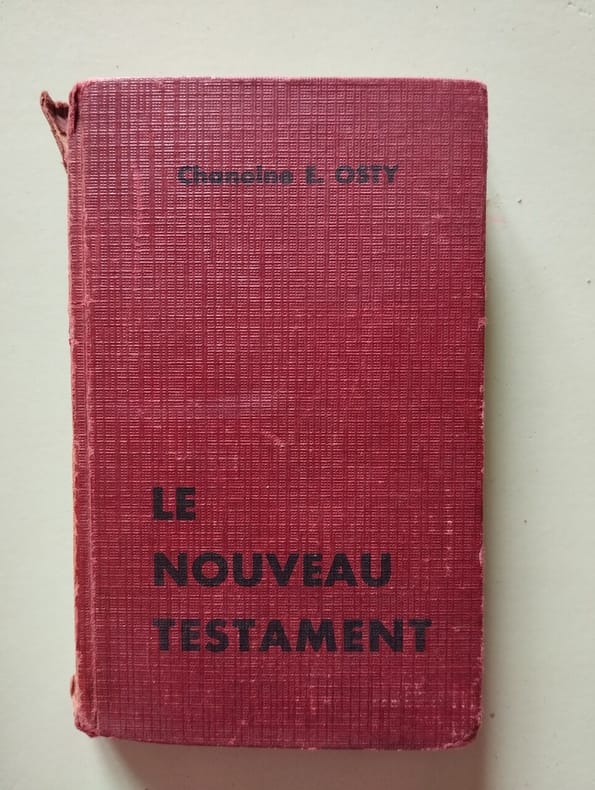 Chanoine E. OSTY
LE
NOUVEAU
TESTAMENT